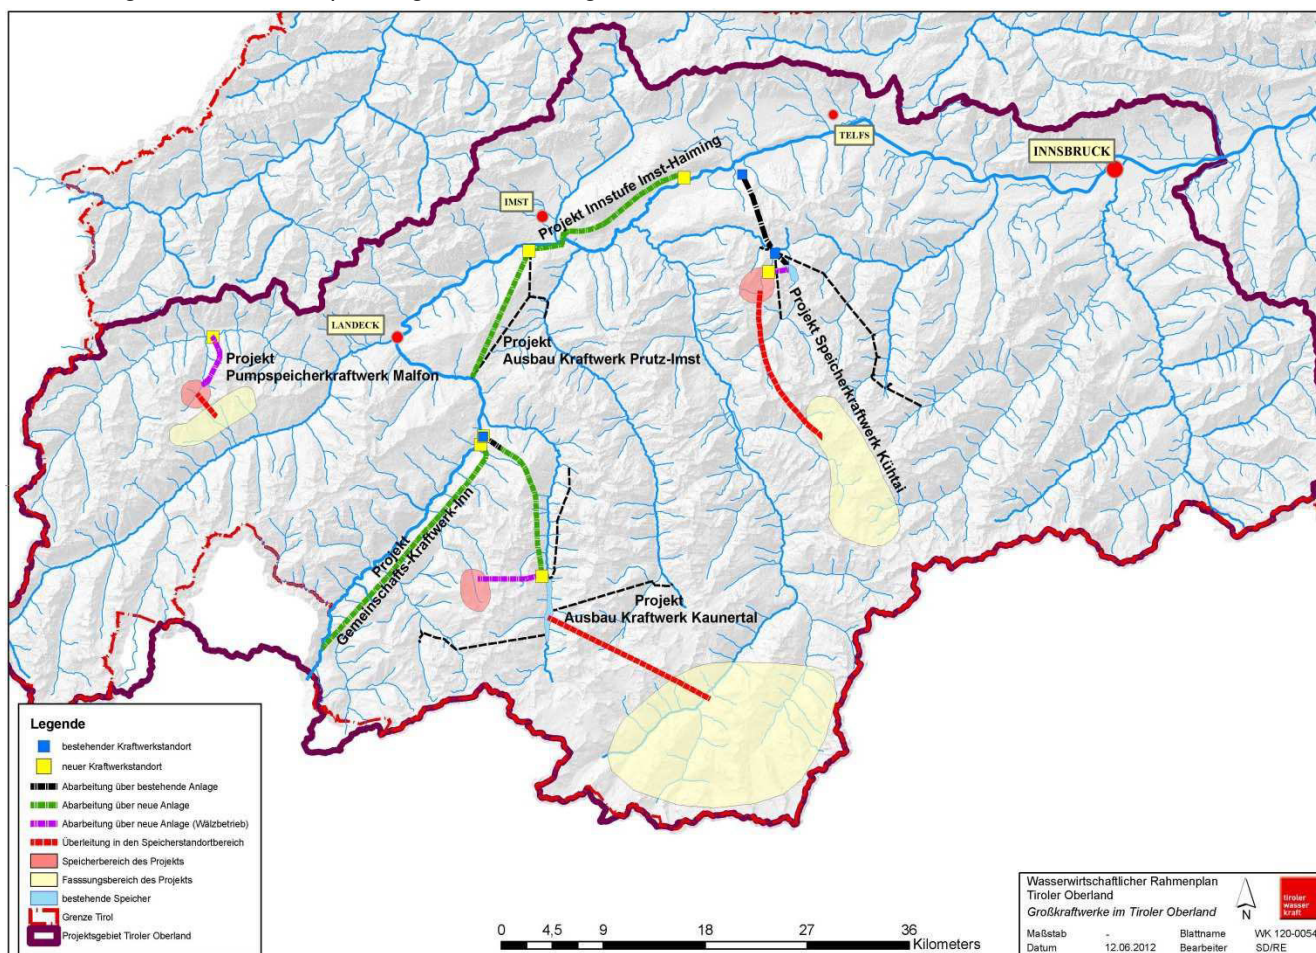 TELFS
INNSBRUCK
IMST
Projekt Innstufe Imst-Haiming
LANDECK
Projekt
Pumpspeicherkraftwerk Malfon
Projekt
Ausbau Kraftwerk Prutz-Imst
Projekt Speicherkraftwerk Kühtai
Projekt
Gemeinschafts-Kraftwerk-Inn
Projekt
Ausbau Kraftwerk Kaunertal
Legende
bestehender Kraftwerkstandort
neuer Kraftwerkstandort
Abarbeitung über bestehende Anlage
Abarbeitung über neue Anlage
Abarbeitung über neue Anlage (Wälzbetrieb)
Überleitung in den Speicherstandortbereich
Speicherbereich des Projekts
Fasssungsbereich des Projekts
bestehende Speicher
Grenze Tirol
Projektsgebiet Tiroler Oberland
0 4,5 9 18 27 36
Kilometers
Wasserwirtschaftlicher Rahmenplan
Tiroler Oberland
Großkraftwerke im Tiroler Oberland
N
tiroler
wasser
kraft
Maßstab - Blattname WK 120-0054
Datum 12.06.2012 Bearbeiter SD/RE